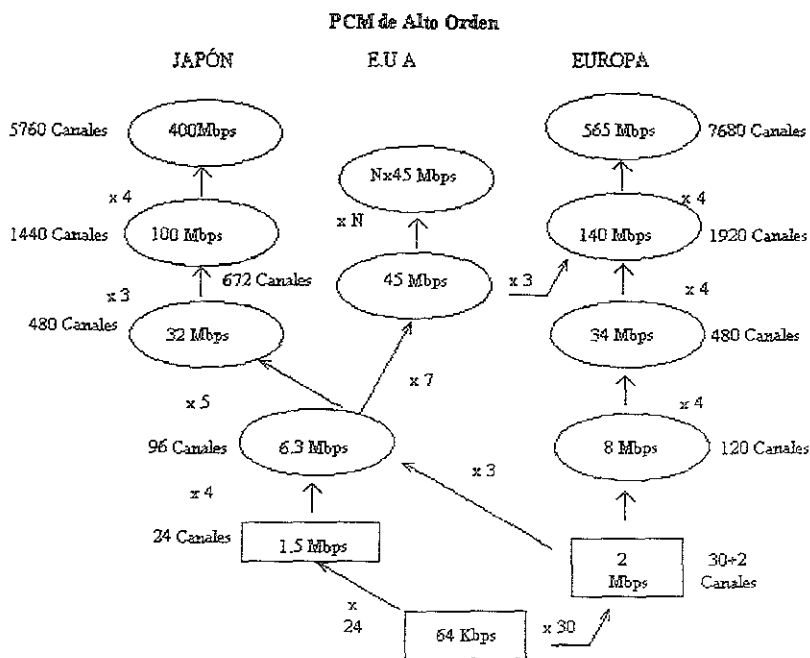 PCM de Alto Orden
JAPÓN E.U A EUROPA
5760 Canales 400Mbps 565 Mbps 7680 Canales
Nx45 Mbps
x 4 x N x 4
1440 Canales 100 Mbps 140 Mbps 1920 Canales
672 Canales 45 Mbps x 3
x 3 x 4
480 Canales 32 Mbps 34 Mbps 480 Canales
x 7
x 5 x 4
96 Canales 6.3 Mbps 8 Mbps 120 Canales
x 3
x 4
24 Canales 1.5 Mbps
2 30+2
Mbps Canales
x
24 64 Kbps x 30